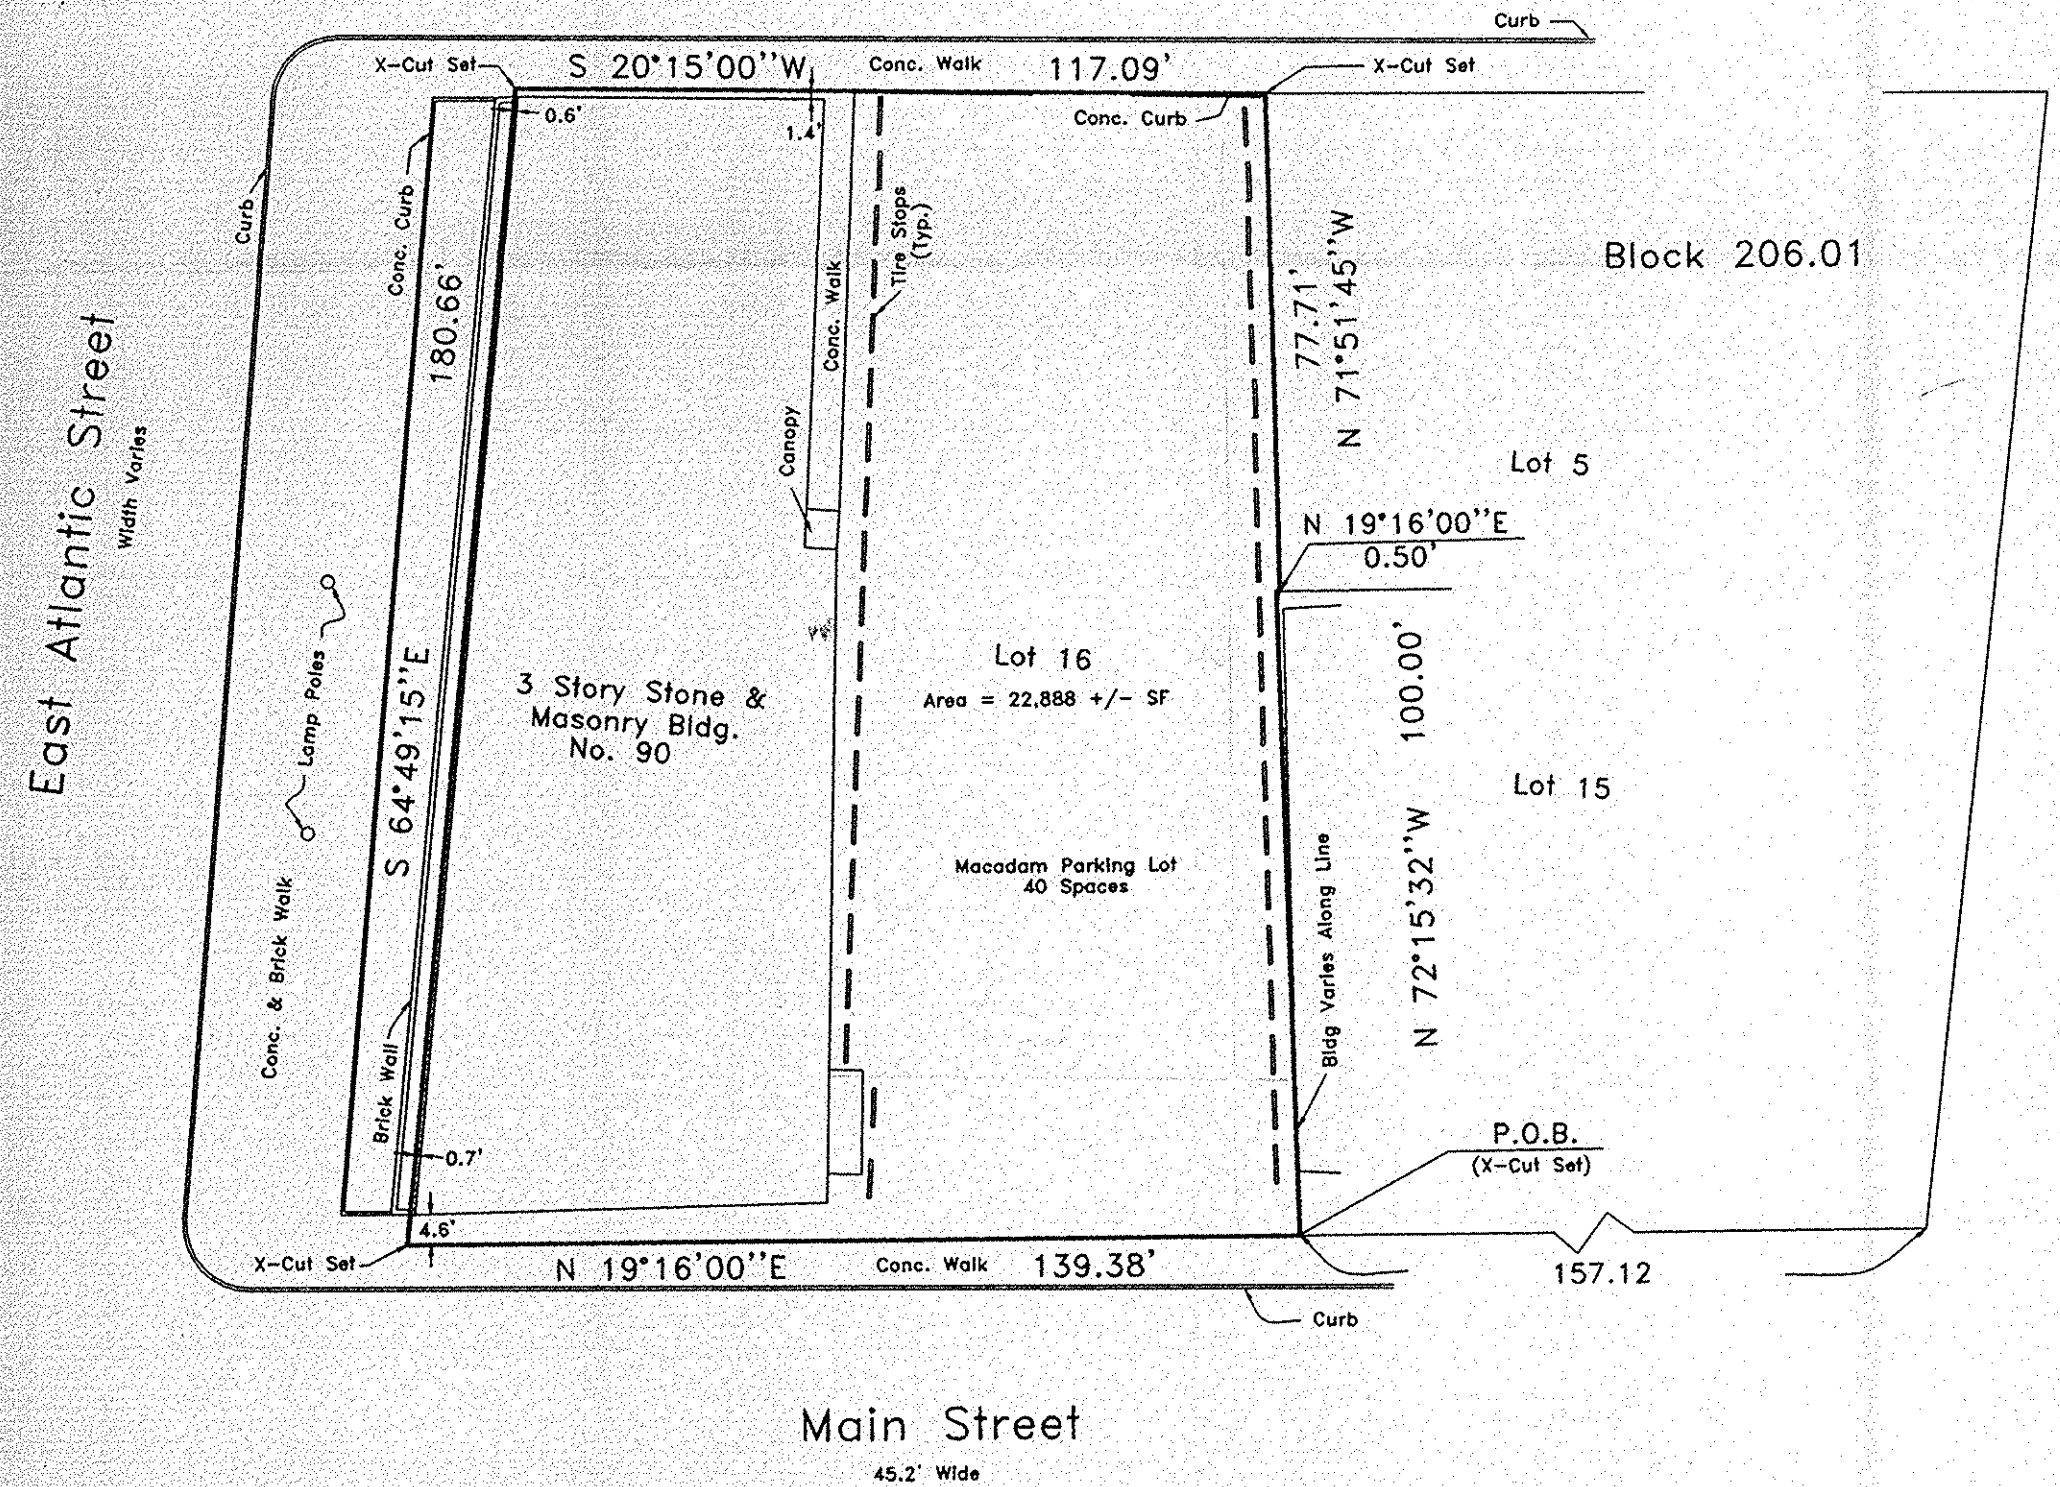 Curb
X-Cut Set
S 20°15'00''W
Conc. Walk
117.09'
X-Cut Set
0.6'
1.4'
Conc. Curb
Curb
Conc. Curb
180.66'
Tire Stops
(Typ.)
Conc. Walk
77.71'
N 71°51'45''W
Block 206.01
East Atlantic Street
Width Varies
Canopy
Lot 5
N 19°16'00''E
0.50'
Lamp Poles
S 64°49'15''E
3 Story Stone &
Masonry Bldg.
No. 90
Lot 16
Area = 22,888 +/- SF
100.00'
N 72°15'32''W
Lot 15
Macadam Parking Lot
40 Spaces
Bldg Varies Along Line
Conc. & Brick Walk
Brick Wall
0.7'
P.O.B.
(X-Cut Set)
4.6'
X-Cut Set
N 19°16'00''E
Conc. Walk
139.38'
157.12
Curb
Main Street
45.2' Wide